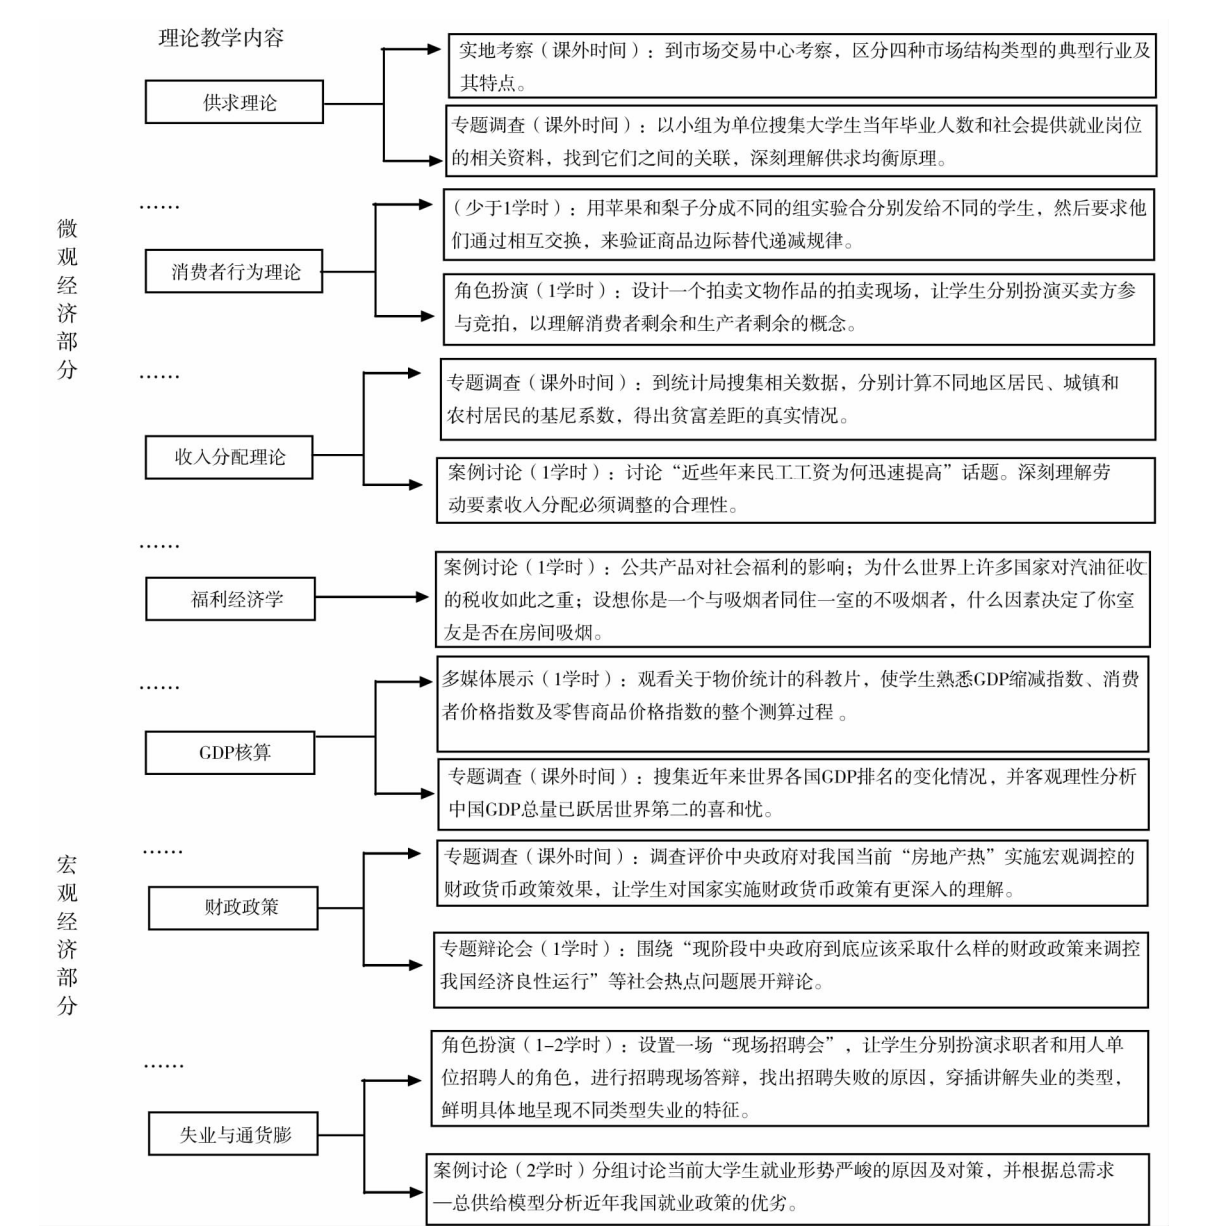 理论教学内容
实地考察（课外时间）：到市场交易中心考察，区分四种市场结构类型的典型行业及
其特点。
供求理论
专题调查（课外时间）：以小组为单位搜集大学生当年毕业人数和社会提供就业岗位
的相关资料，找到它们之间的关联，深刻理解供求均衡原理。
微观经济部分
……
（少于1学时）：用苹果和梨子分成不同的组实验合分别发给不同的学生，然后要求他
们通过相互交换，来验证商品边际替代递减规律。
消费者行为理论
角色扮演（1学时）：设计一个拍卖文物作品的拍卖现场，让学生分别扮演买卖方参
与竞拍，以理解消费者剩余和生产者剩余的概念。
……
专题调查（课外时间）：到统计局搜集相关数据，分别计算不同地区居民、城镇和
农村居民的基尼系数，得出贫富差距的真实情况。
收入分配理论
案例讨论（1学时）：讨论“近些年来民工工资为何迅速提高”话题。深刻理解劳
动要素收入分配必须调整的合理性。
……
福利经济学
案例讨论（1学时）：公共产品对社会福利的影响；为什么世界上许多国家对汽油征收
的税收如此之重；设想你是一个与吸烟者同住一室的不吸烟者，什么因素决定了你室
友是否在房间吸烟。
……
多媒体展示（1学时）：观看关于物价统计的科教片，使学生熟悉GDP缩减指数、消费
者价格指数及零售商品价格指数的整个测算过程 。
GDP核算
专题调查（课外时间）：搜集近年来世界各国GDP排名的变化情况，并客观理性分析
中国GDP总量已跃居世界第二的喜和忧。
宏观经济部分
……
专题调查（课外时间）：调查评价中央政府对我国当前“房地产热”实施宏观调控的
财政货币政策效果，让学生对国家实施财政货币政策有更深入的理解。
财政政策
专题辩论会（1学时）：围绕“现阶段中央政府到底应该采取什么样的财政政策来调控
我国经济良性运行”等社会热点问题展开辩论。
……
角色扮演（1-2学时）：设置一场“现场招聘会”，让学生分别扮演求职者和用人单
位招聘人的角色，进行招聘现场答辩，找出招聘失败的原因，穿插讲解失业的类型，
鲜明具体地呈现不同类型失业的特征。
失业与通货膨
案例讨论（2学时）分组讨论当前大学生就业形势严峻的原因及对策，并根据总需求
—总供给模型分析近年我国就业政策的优劣。